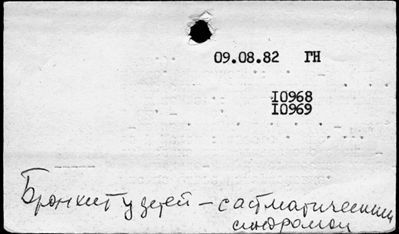 09.08.82 ГН
I0968
I0969
Бронхит у детей – с астматическим
синдромом